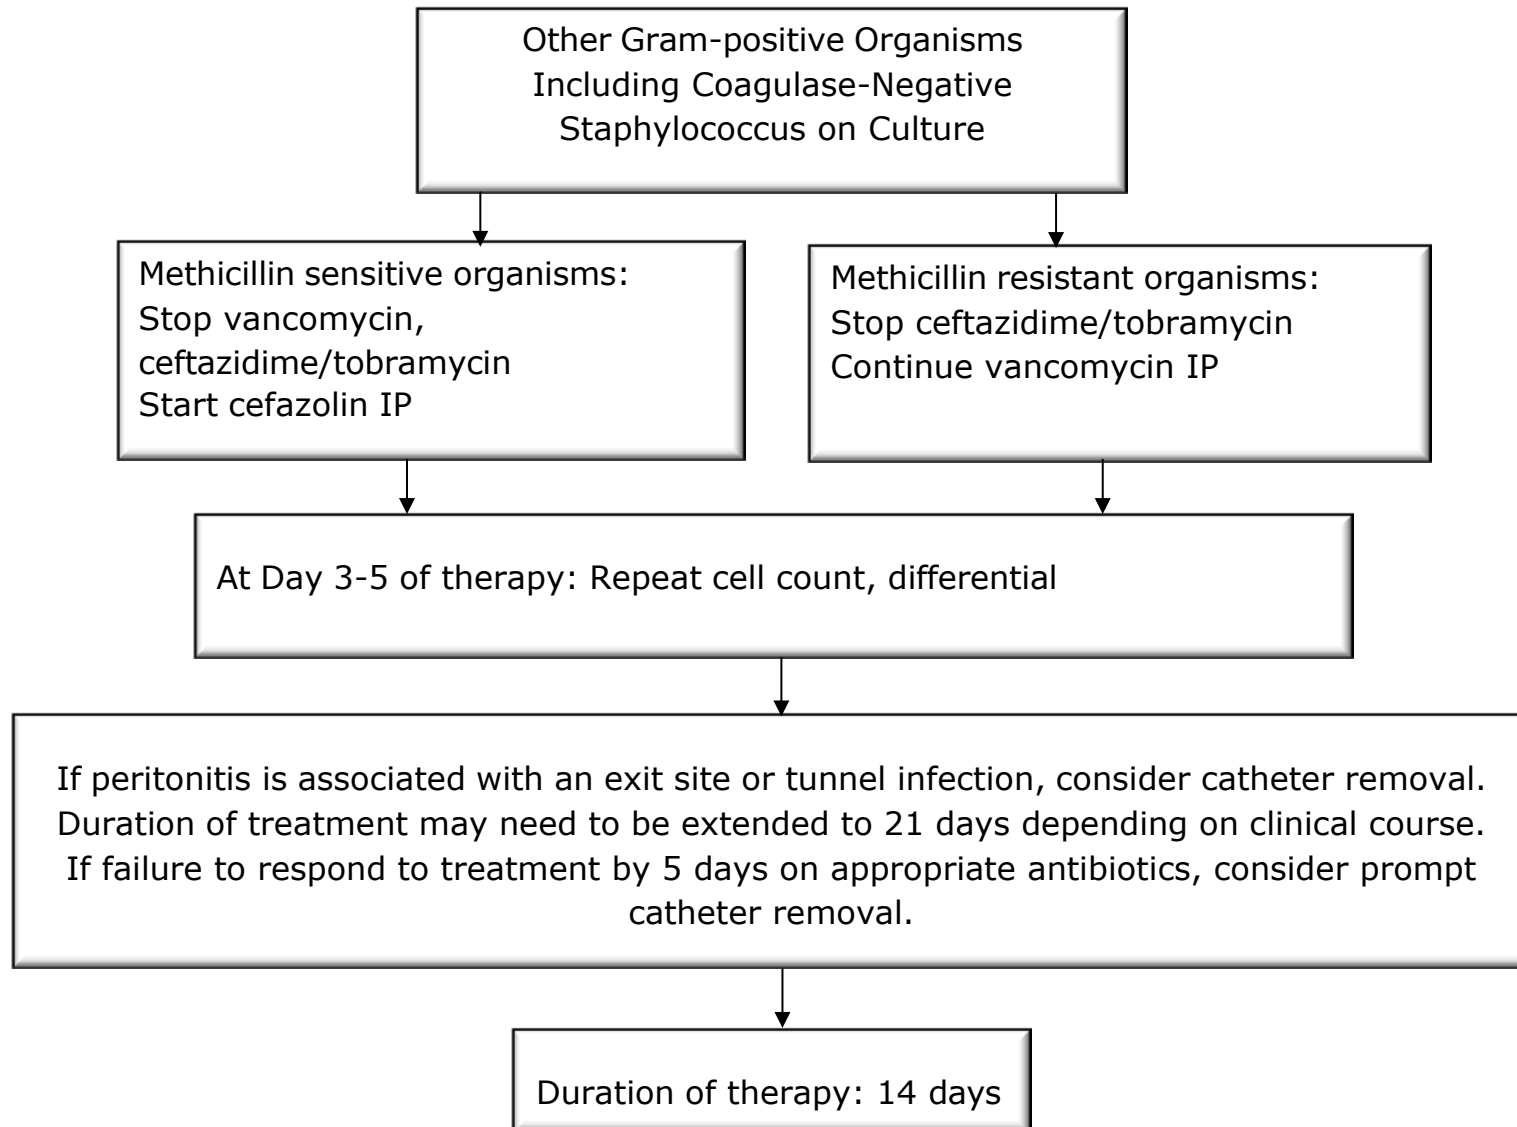 Other Gram-positive Organisms
Including Coagulase-Negative
Staphylococcus on Culture
Methicillin sensitive organisms:
Stop vancomycin,
ceftazidime/tobramycin
Start cefazolin IP
Methicillin resistant organisms:
Stop ceftazidime/tobramycin
Continue vancomycin IP
At Day 3-5 of therapy: Repeat cell count, differential
If peritonitis is associated with an exit site or tunnel infection, consider catheter removal.
Duration of treatment may need to be extended to 21 days depending on clinical course.
If failure to respond to treatment by 5 days on appropriate antibiotics, consider prompt
catheter removal.
Duration of therapy: 14 days